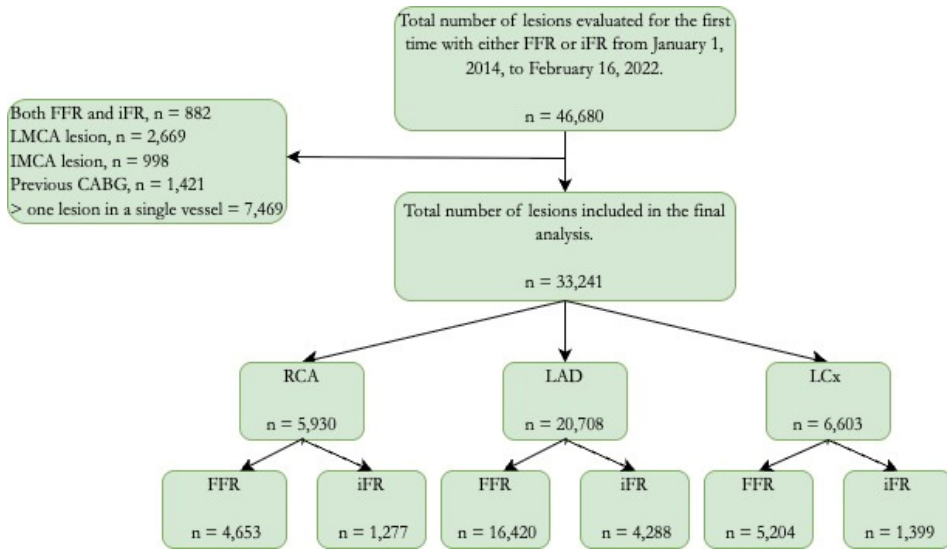 Total number of lesions evaluated for the first
time with either FFR or iFR from January 1,
2014, to February 16, 2022.
n = 46,680
Both FFR and iFR, n = 882
LMCA lesion, n = 2,669
IMCA lesion, n = 998
Previous CABG, n = 1,421
> one lesion in a single vessel = 7,469
Total number of lesions included in the final
analysis.
n = 33,241
RCA
n = 5,930
LAD
n = 20,708
LCx
n = 6,603
FFR
n = 4,653
iFR
n = 1,277
FFR
n = 16,420
iFR
n = 4,288
FFR
n = 5,204
iFR
n = 1,399